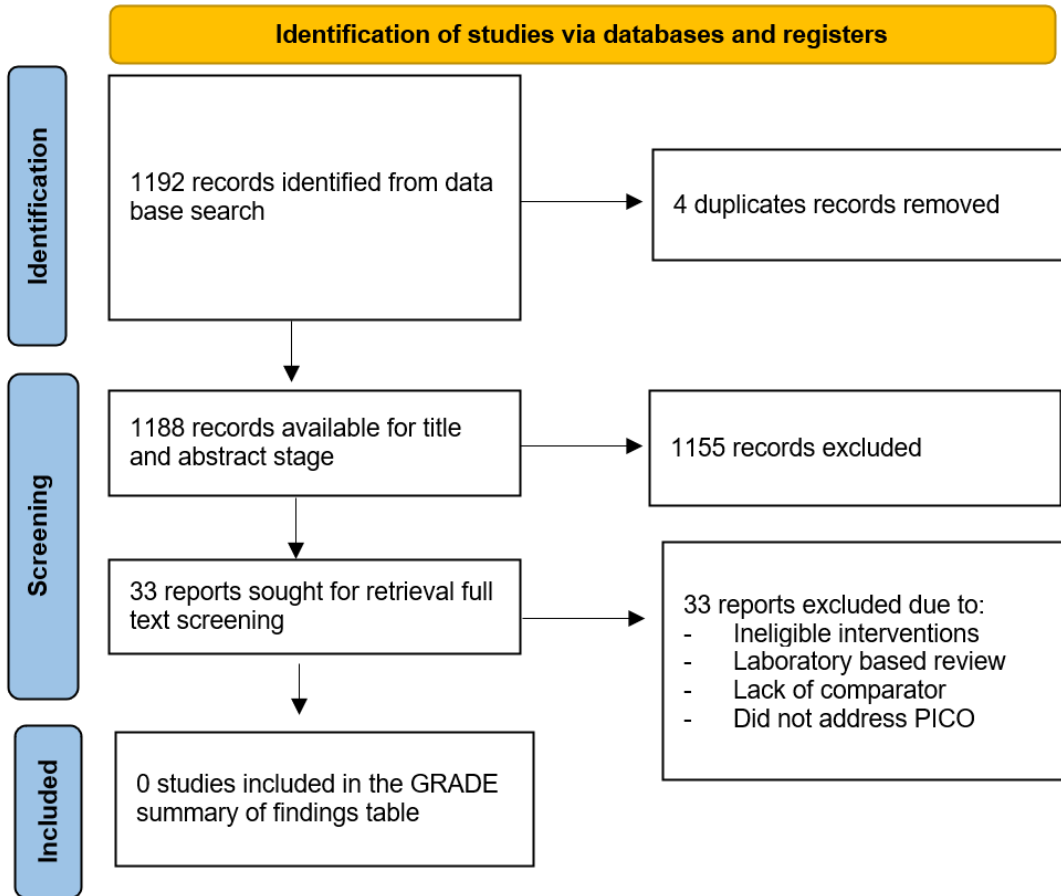 Identification of studies via databases and registers
Identification
1192 records identified from data
base search
4 duplicates records removed
Screening
1188 records available for title
and abstract stage
1155 records excluded
33 reports sought for retrieval full
text screening
33 reports excluded due to:
- Ineligible interventions
- Laboratory based review
- Lack of comparator
- Did not address PICO
Included
0 studies included in the GRADE
summary of findings table